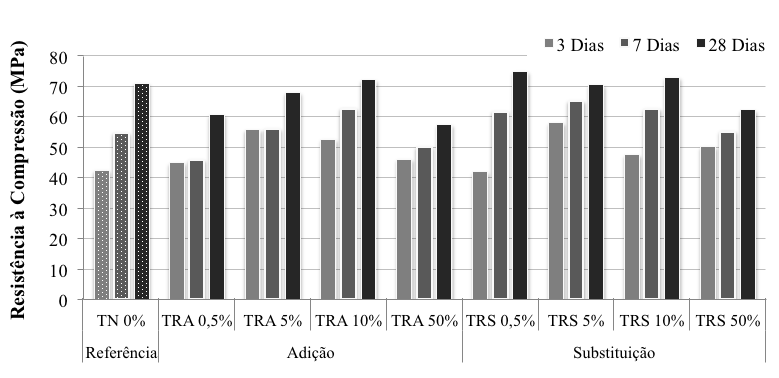 3 Dias 7 Dias 28 Dias
Resistência à Compressão (MPa)
80
70
60
50
40
30
20
10
0
TN 0% TRA 0,5% TRA 5% TRA 10% TRA 50% TRS 0,5% TRS 5% TRS 10% TRS 50%
Referência Adição Substituição